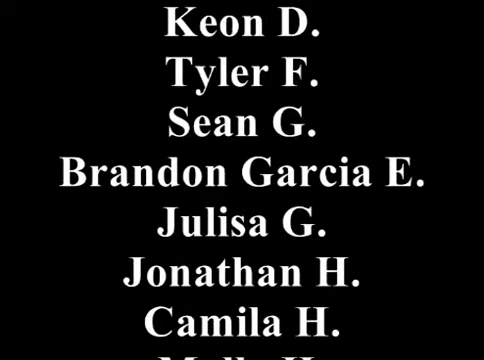 Keon D.
Tyler F.
Sean G.
Brandon Garcia E.
Julisa G.
Jonathan H.
Camila H.